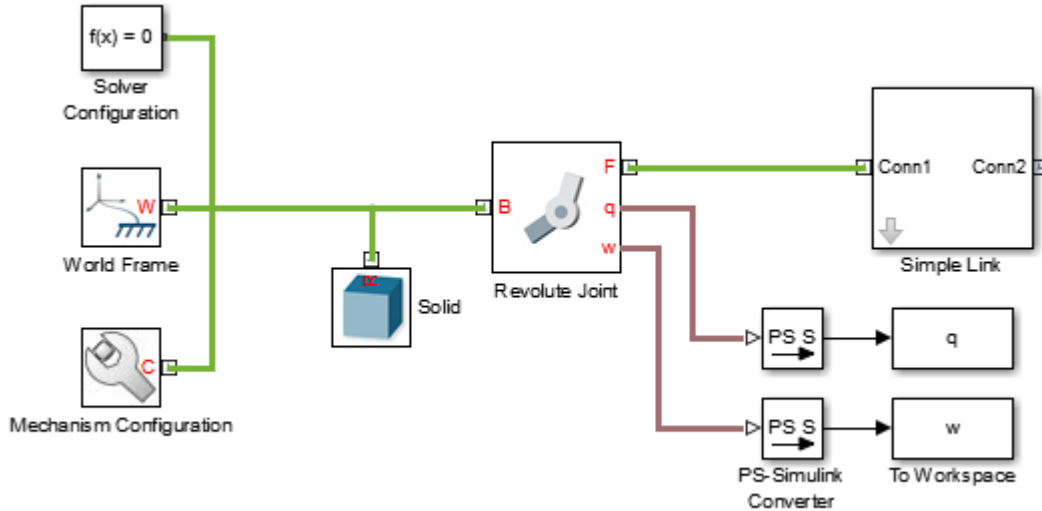 f(x) = 0
Solver
Configuration
W
World Frame
C
Mechanism Configuration
R
Solid
B
F
q
w
Revolute Joint
Conn1
Conn2
Simple Link
PS S
q
PS S
w
PS-Simulink
Converter
To Workspace